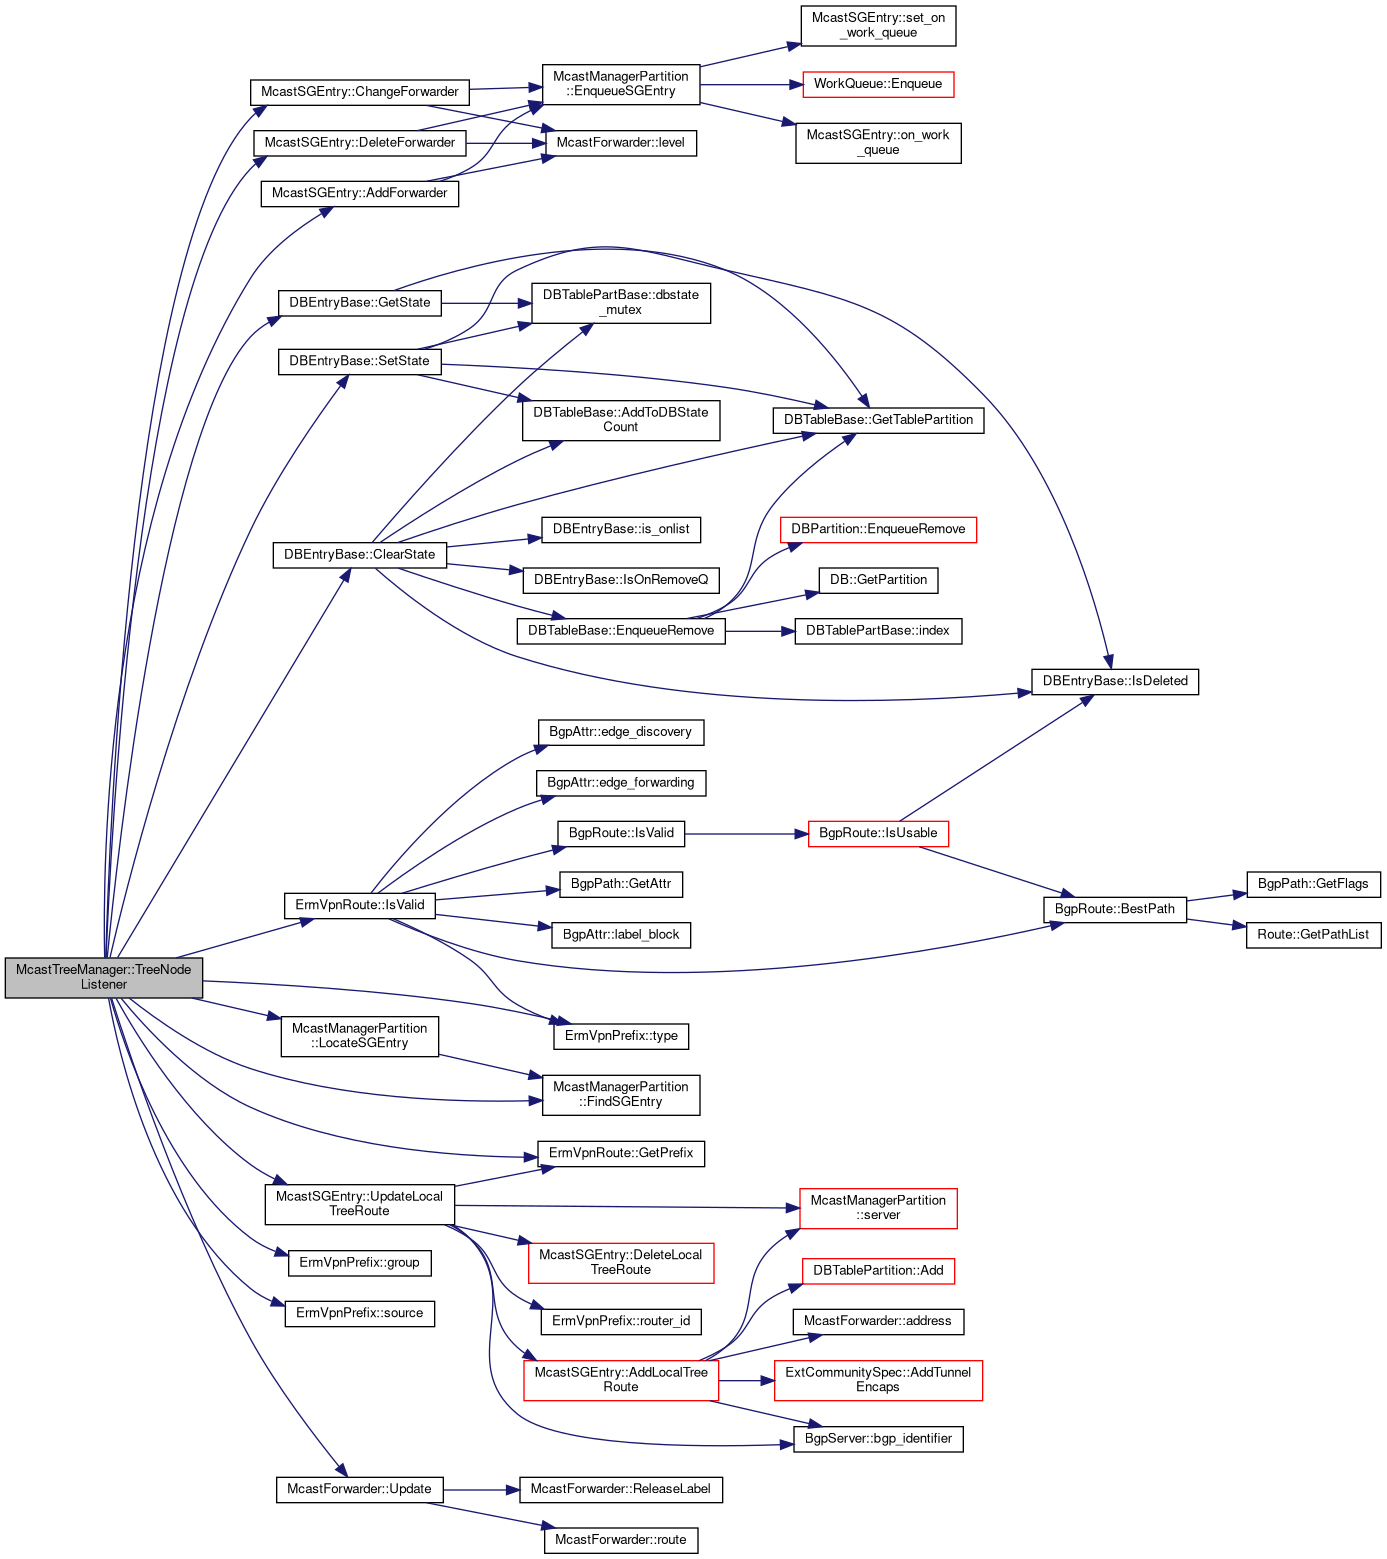 McastSGEntry::set_on
_work_queue
McastManagerPartition
::EnqueueSGEntry
WorkQueue::Enqueue
McastSGEntry::ChangeForwarder
McastSGEntry::DeleteForwarder
McastForwarder::level
McastSGEntry::on_work
_queue
McastSGEntry::AddForwarder
DBEntryBase::GetState
DBTablePartBase::dbstate
_mutex
DBEntryBase::SetState
DBTableBase::AddToDBState
Count
DBTableBase::GetTablePartition
DBEntryBase::is_onlist
DBPartition::EnqueueRemove
DBEntryBase::ClearState
DBEntryBase::IsOnRemoveQ
DB::GetPartition
DBTableBase::EnqueueRemove
DBTablePartBase::index
DBEntryBase::IsDeleted
BgpAttr::edge_discovery
BgpAttr::edge_forwarding
BgpRoute::IsValid
BgpRoute::IsUsable
BgpPath::GetAttr
BgpPath::GetFlags
ErmVpnRoute::IsValid
BgpRoute::BestPath
BgpAttr::label_block
Route::GetPathList
McastTreeManager::TreeNode
Listener
McastManagerPartition
::LocateSGEntry
ErmVpnPrefix::type
McastManagerPartition
::FindSGEntry
ErmVpnRoute::GetPrefix
McastSGEntry::UpdateLocal
TreeRoute
McastManagerPartition
::server
ErmVpnPrefix::group
McastSGEntry::DeleteLocal
TreeRoute
DBTablePartition::Add
ErmVpnPrefix::source
ErmVpnPrefix::router_id
McastForwarder::address
McastSGEntry::AddLocalTree
Route
ExtCommunitySpec::AddTunnel
Encaps
BgpServer::bgp_identifier
McastForwarder::Update
McastForwarder::ReleaseLabel
McastForwarder::route